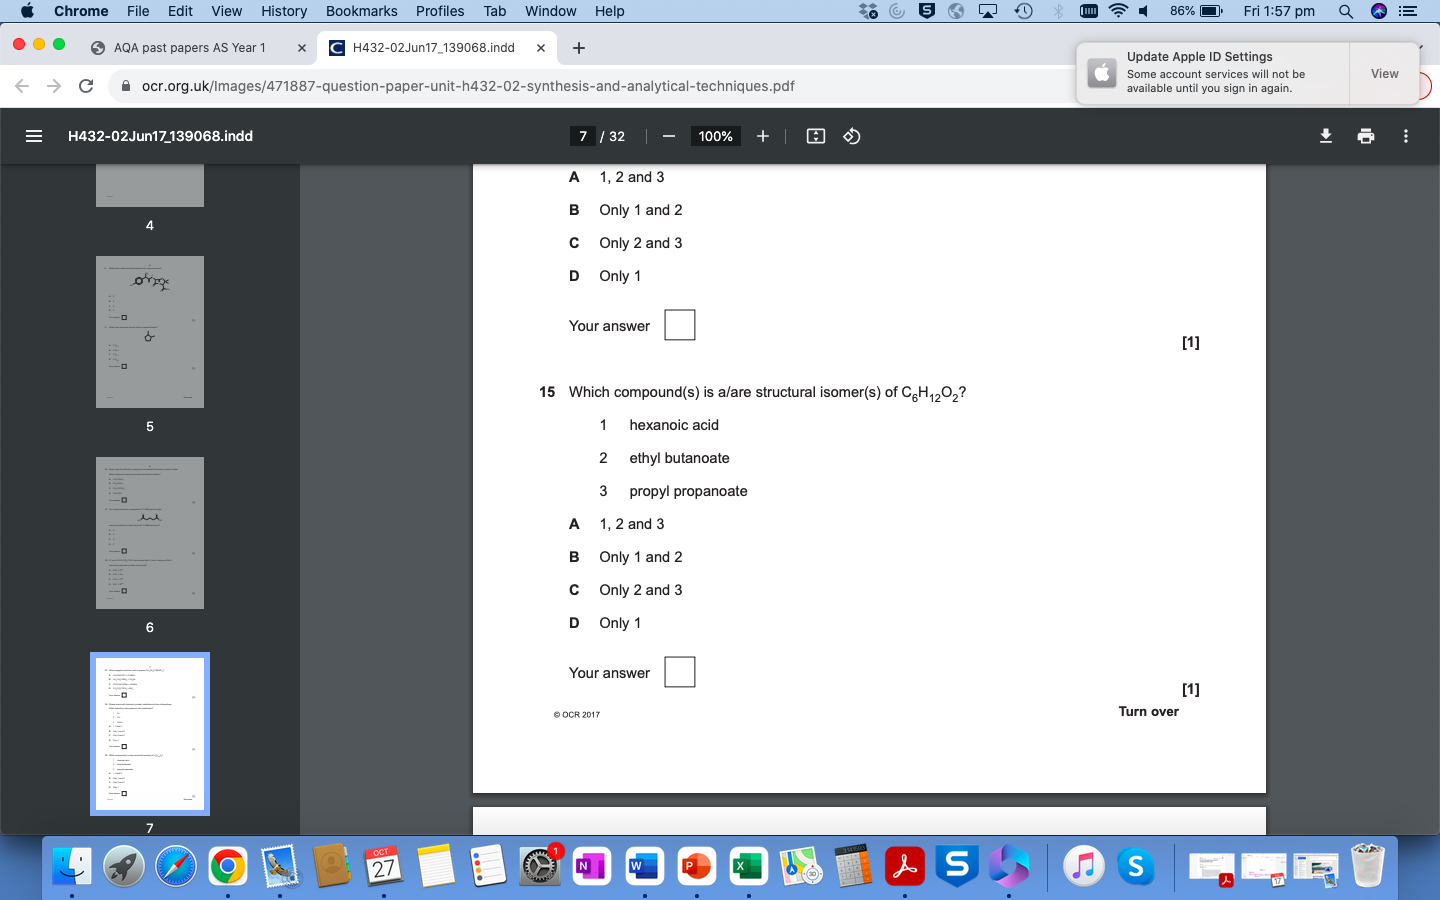 Chrome File Edit View History Bookmarks Profiles Tab Window Help 86% Fri 1:57 pm
AQA past papers AS Year 1
H432-02Jun17_139068.indd
ocr.org.uk/Images/471887-question-paper-unit-h432-02-synthesis-and-analytical-techniques.pdf
Update Apple ID Settings
Some account services will not be
available until you sign in again.
View
H432-02Jun17_139068.indd
7 / 32
100%
4
5
6
7
A 1, 2 and 3
B Only 1 and 2
C Only 2 and 3
D Only 1
Your answer
[1]
15 Which compound(s) is a/are structural isomer(s) of C₆H₁₂O₂?
1 hexanoic acid
2 ethyl butanoate
3 propyl propanoate
A 1, 2 and 3
B Only 1 and 2
C Only 2 and 3
D Only 1
Your answer
[1]
© OCR 2017
Turn over
OCT
27
1
N
W
P
X
A
3D
S
S
17